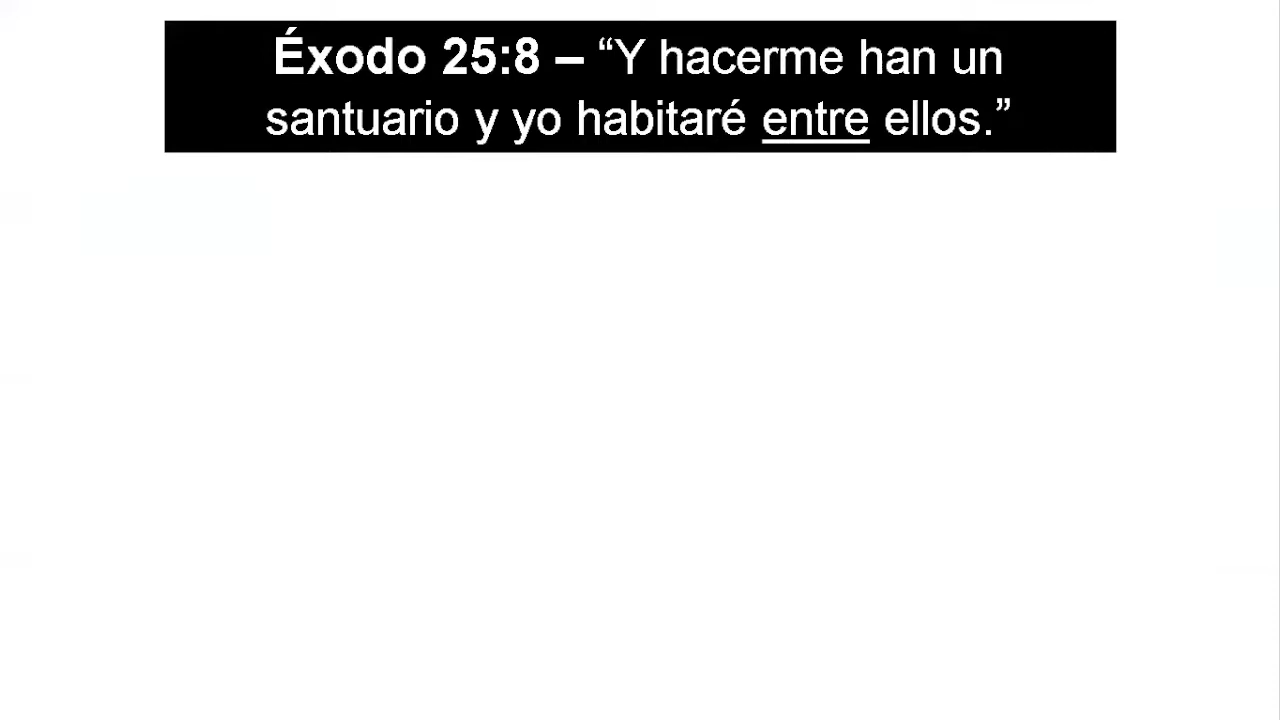 Éxodo 25:8 – “Y hacerme han un
santuario y yo habitaré entre ellos.”